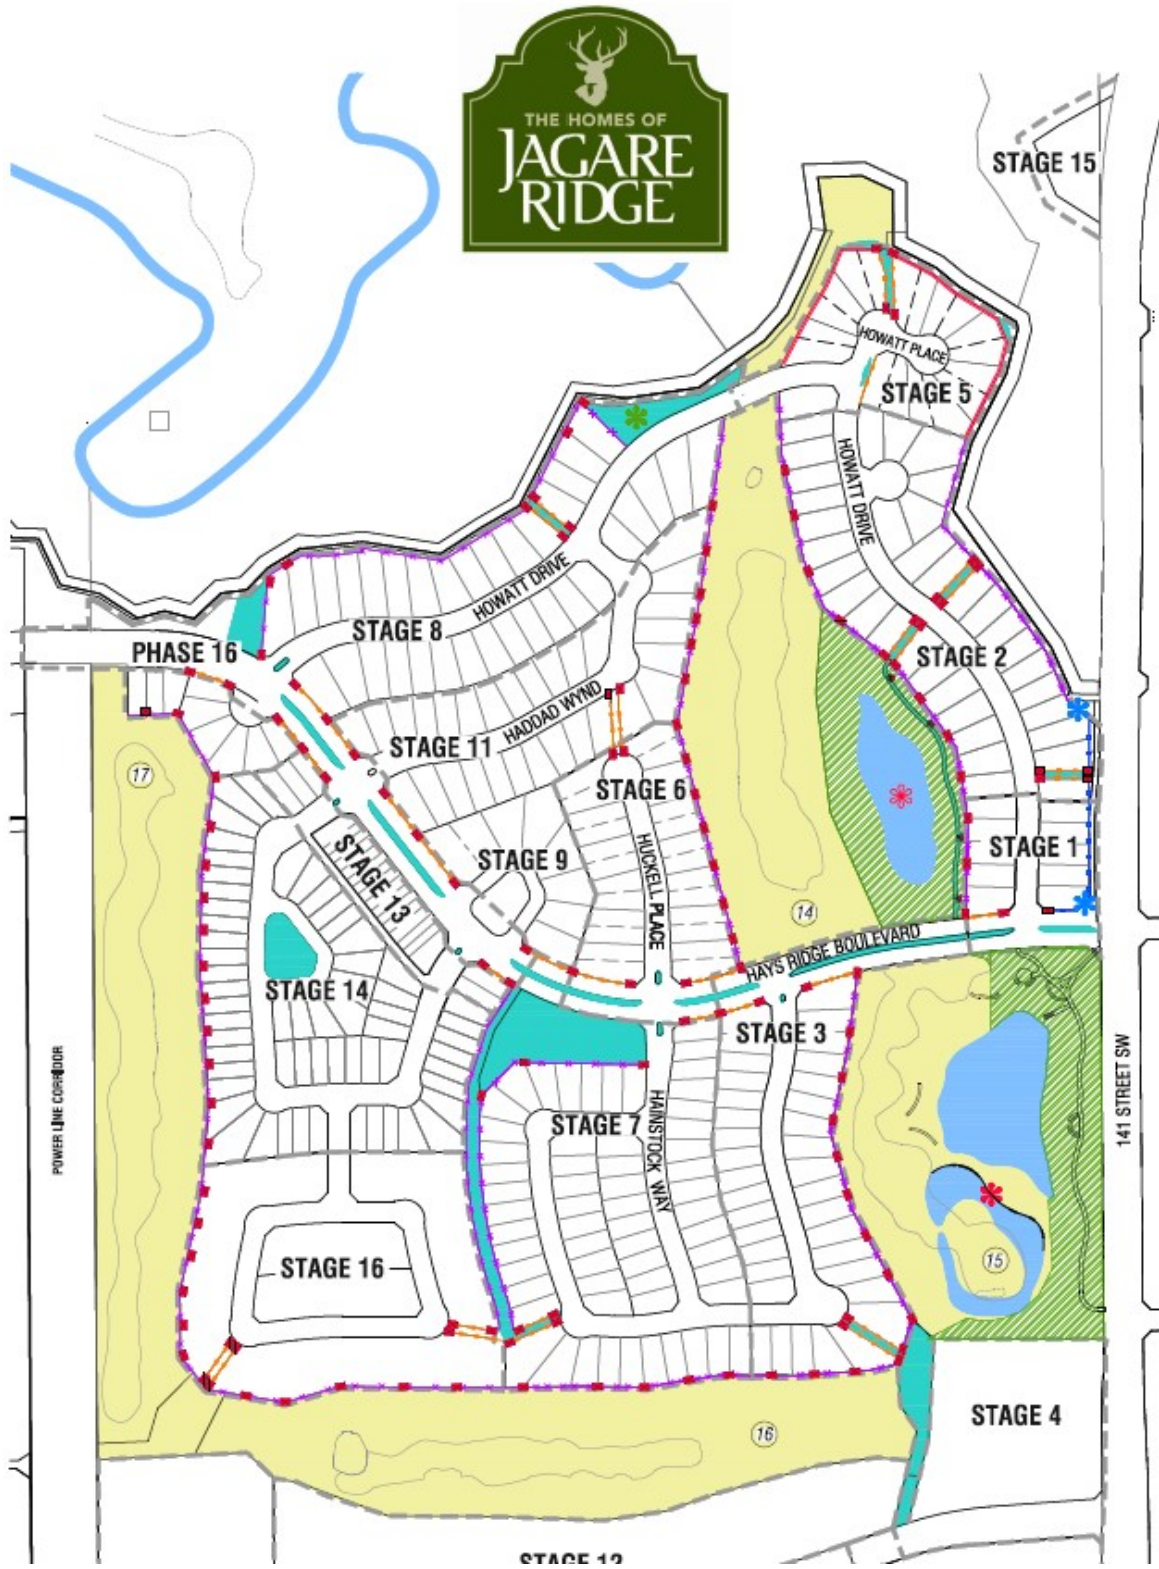 THE HOMES OF
JAGARE
RIDGE
STAGE 15
HOWATT PLACE
STAGE 5
HOWATT DRIVE
HOWATT DRIVE
STAGE 8
PHASE 16
STAGE 2
HADDAD WYND
STAGE 11
17
STAGE 6
STAGE 1
STAGE 13
STAGE 9
HUCKELL PLACE
14
HAYS RIDGE BOULEVARD
STAGE 14
STAGE 3
POWER LINE CORRIDOR
141 STREET SW
STAGE 7
HAINSTOCK WAY
STAGE 16
15
STAGE 4
16
STAGE 12